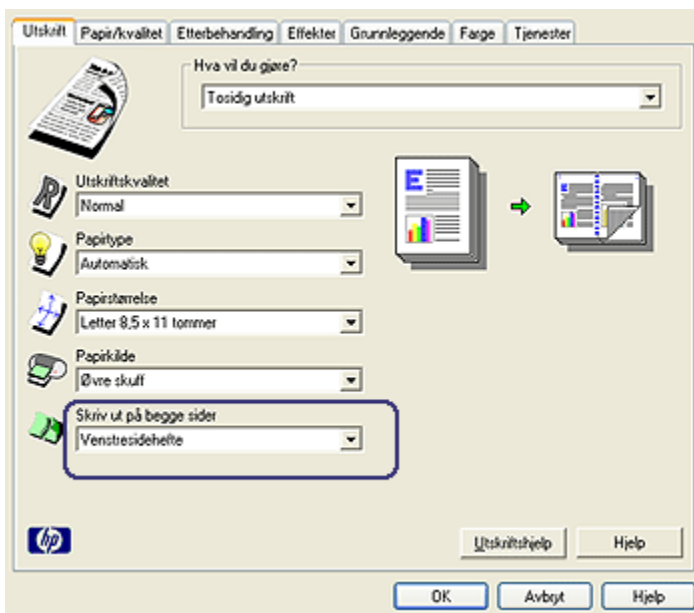 Utskrift Papir/kvalitet Etterbehandling Effekter Grunnleggende Farge Tjenester
Hva vil du gjøre?
Tosidig utskrift
Utskriftskvalitet
Normal
Papirtype
Automatisk
Papirstørrelse
Letter 8,5 x 11 tommer
Papirkilde
Øvre skuff
Skriv ut på begge sider
Venstresidehefte
hp
Utskriftshjelp Hjelp
OK Avbryt Hjelp